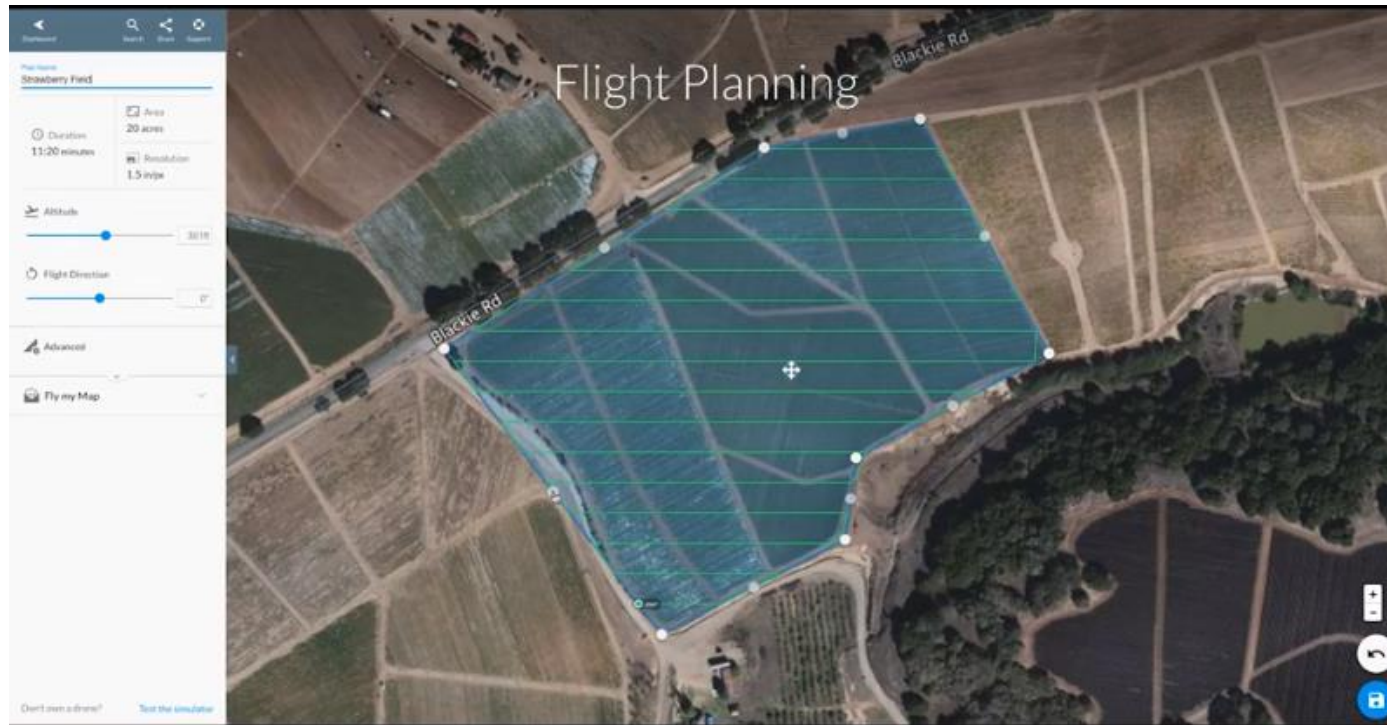 Dashboard
Search Share Support
Plan Name
Strawberry Field
Duration
11:20 minutes
Area
20 acres
Resolution
1.5 in/px
Altitude
Flight Direction
0°
Advanced
Fly my Map
Don't own a drone?
Test the simulator
Flight Planning
Blackie Rd
Blackie Rd
+
-